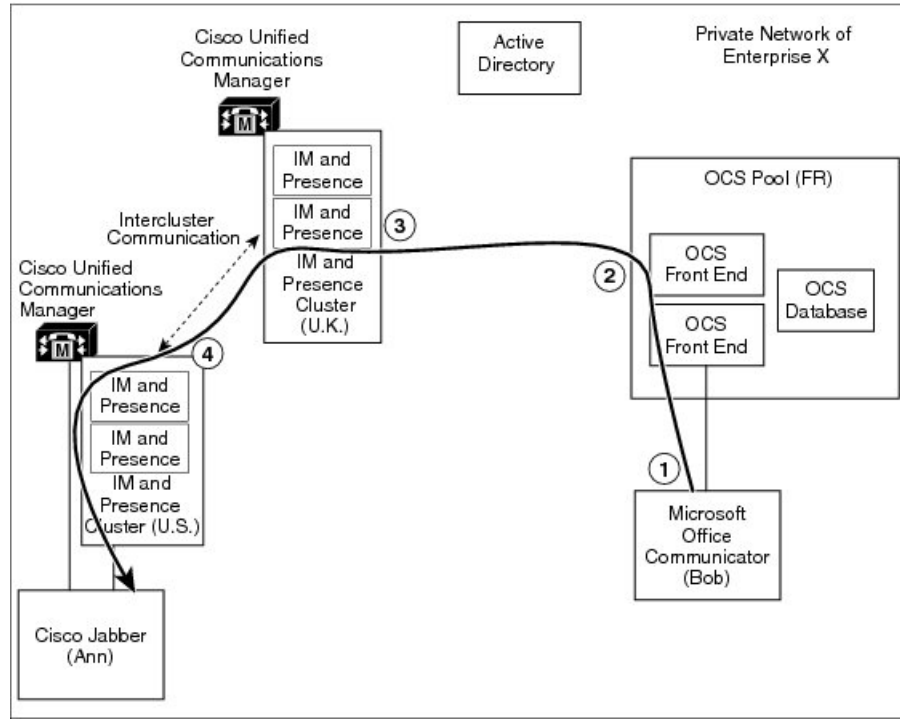 Cisco Unified
Communications
Manager
M
Active
Directory
Private Network of
Enterprise X
IM and
Presence
IM and
Presence
IM and
Presence
Cluster
(U.K.)
3
Intercluster
Communication
OCS Pool (FR)
2
OCS
Front End
OCS
Front End
OCS
Database
Cisco Unified
Communications
Manager
M
4
IM and
Presence
IM and
Presence
IM and
Presence
Cluster (U.S.)
1
Microsoft
Office
Communicator
(Bob)
Cisco Jabber
(Ann)